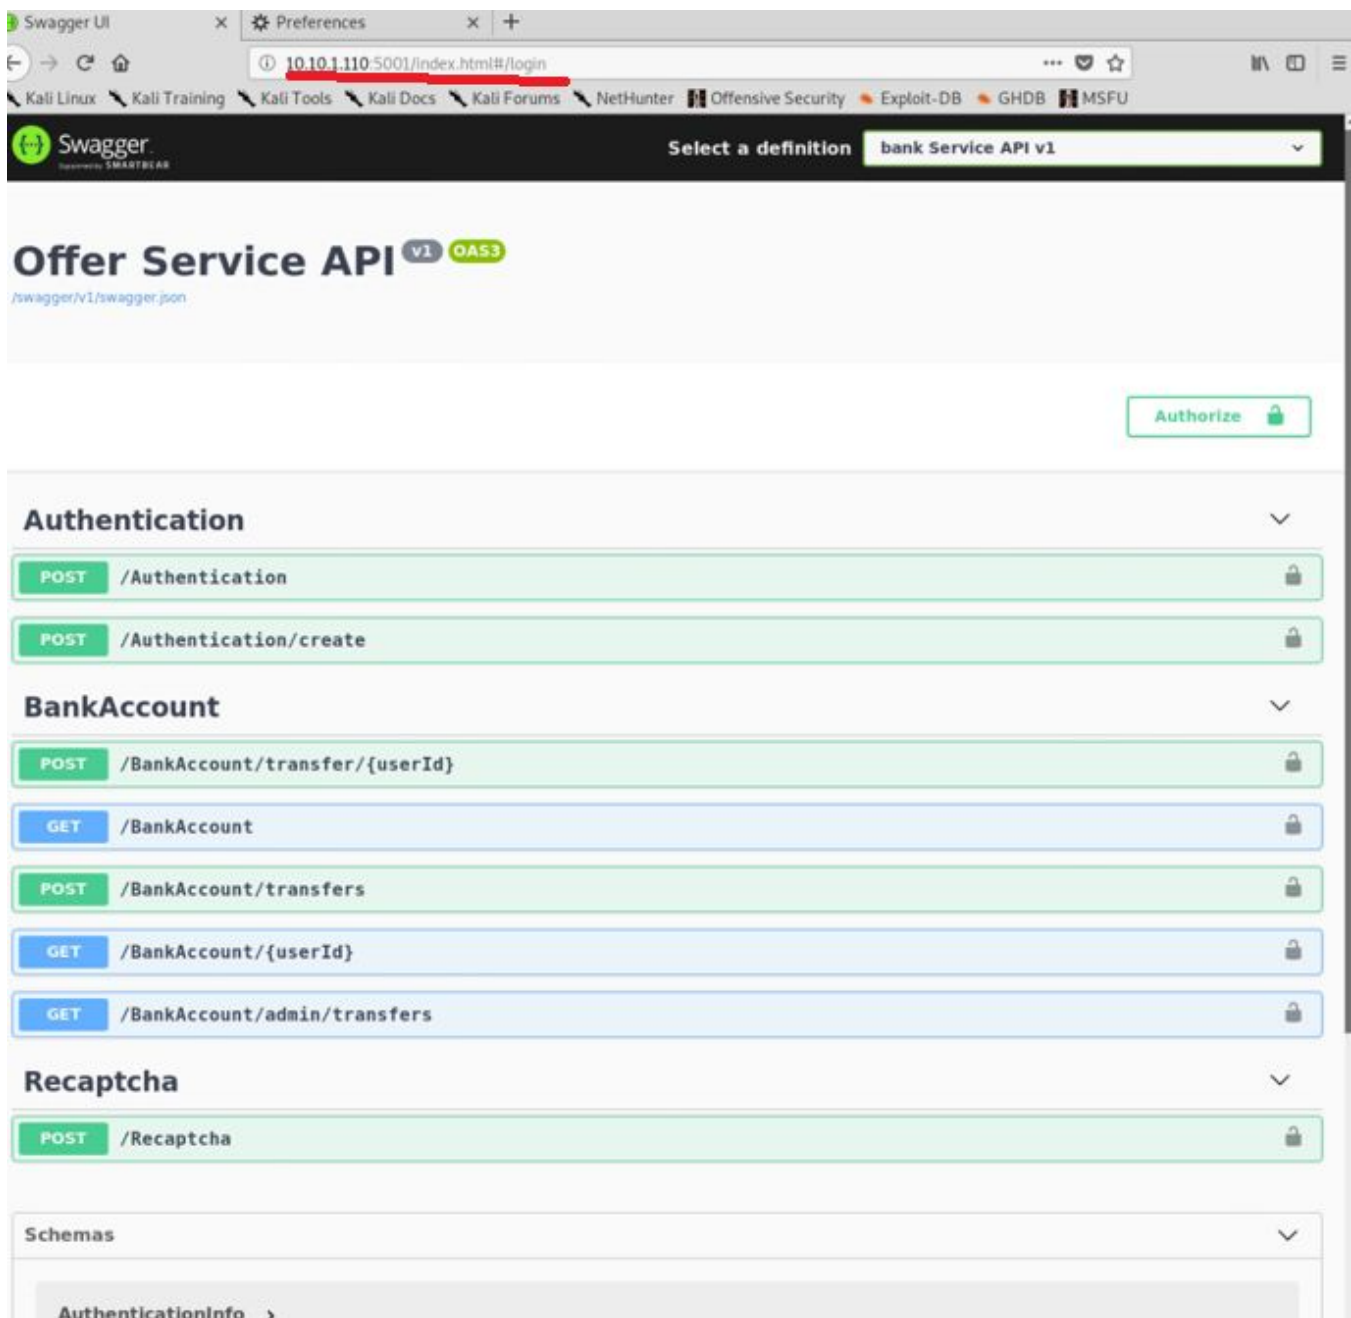 Swagger UI × Preferences × +
10.10.1.110:5001/index.html#/login
Kali Linux Kali Training Kali Tools Kali Docs Kali Forums NetHunter Offensive Security Exploit-DB GHDB MSFU
Swagger.
Supported by SMARTBEAR
Select a definition bank Service API v1
Offer Service API v1 OAS3
/swagger/v1/swagger.json
Authorize
Authentication
POST /Authentication
POST /Authentication/create
BankAccount
POST /BankAccount/transfer/{userId}
GET /BankAccount
POST /BankAccount/transfers
GET /BankAccount/{userId}
GET /BankAccount/admin/transfers
Recaptcha
POST /Recaptcha
Schemas
AuthenticationInfo >